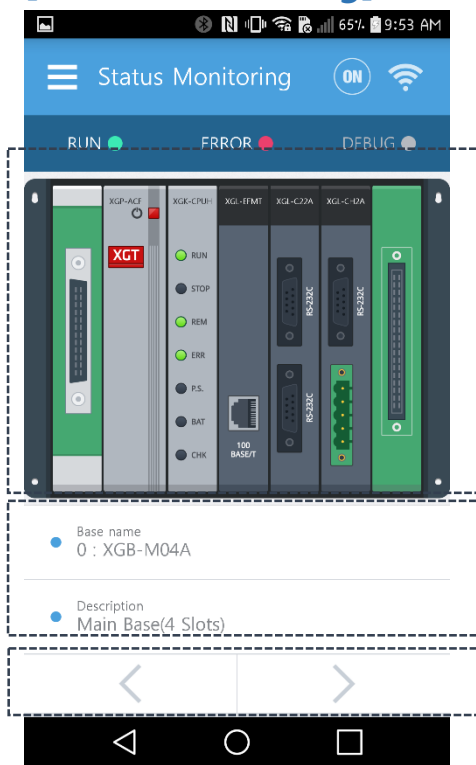 65% 9:53 AM
Status Monitoring ON
RUN ERROR DEBUG
XGP-ACF XGK-CPUH XGL-EFMT XGL-C22A XGL-CH2A
XGT
RUN
STOP
REM
ERR
P.S.
BAT
CHK
100
BASE/T
RS-232C
RS-232C
RS-232C
Base name
0 : XGB-M04A
Description
Main Base(4 Slots)